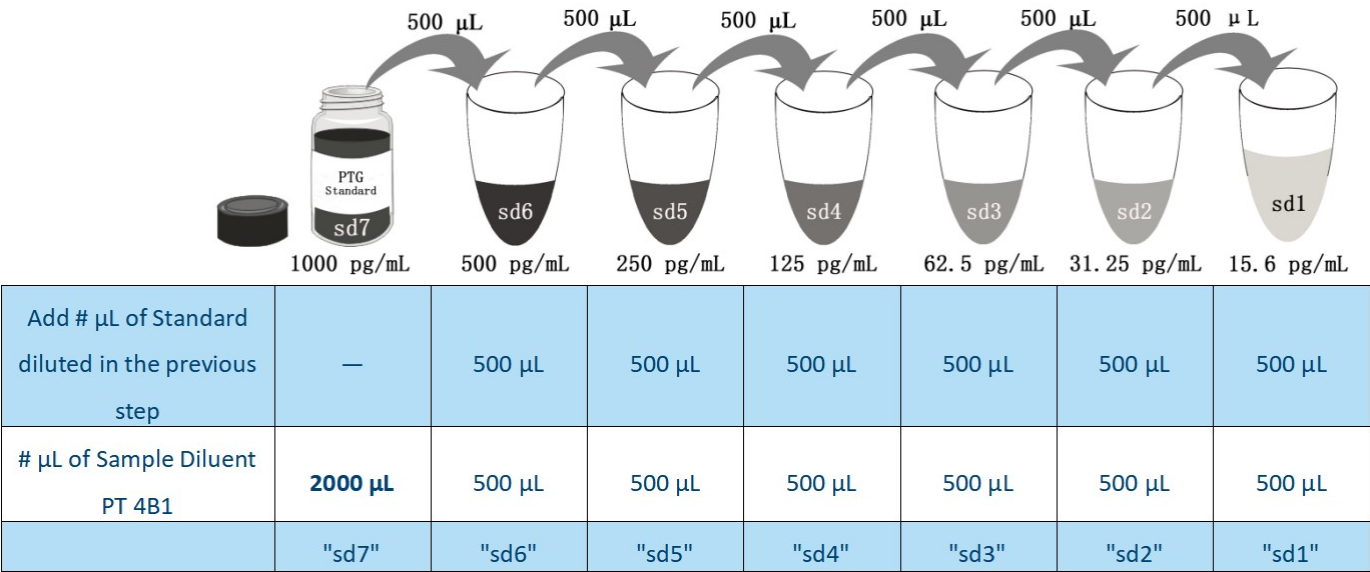 500 μL
500 μL
500 μL
500 μL
500 μL
500 μ L
PTG
Standard
sd7
sd6
sd5
sd4
sd3
sd2
sd1
1000 pg/mL
500 pg/mL
250 pg/mL
125 pg/mL
62.5 pg/mL
31.25 pg/mL
15.6 pg/mL
Add # μL of Standard
diluted in the previous
step
—
500 μL
500 μL
500 μL
500 μL
500 μL
500 μL
# μL of Sample Diluent
PT 4B1
2000 μL
500 μL
500 μL
500 μL
500 μL
500 μL
500 μL
"sd7"
"sd6"
"sd5"
"sd4"
"sd3"
"sd2"
"sd1"